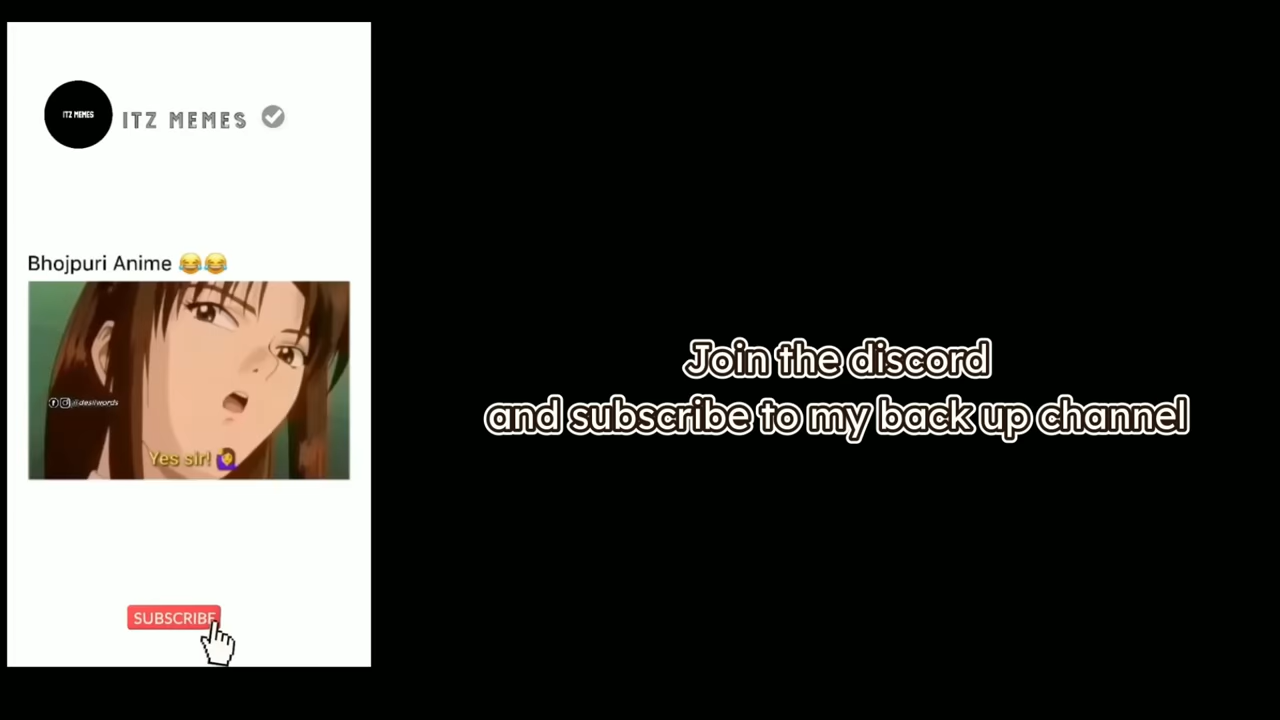 ITZ MEMES
ITZ MEMES
Bhojpuri Anime 😂😂
Yes sir! 🙋‍♀️
SUBSCRIBE
Join the discord
and subscribe to my back up channel